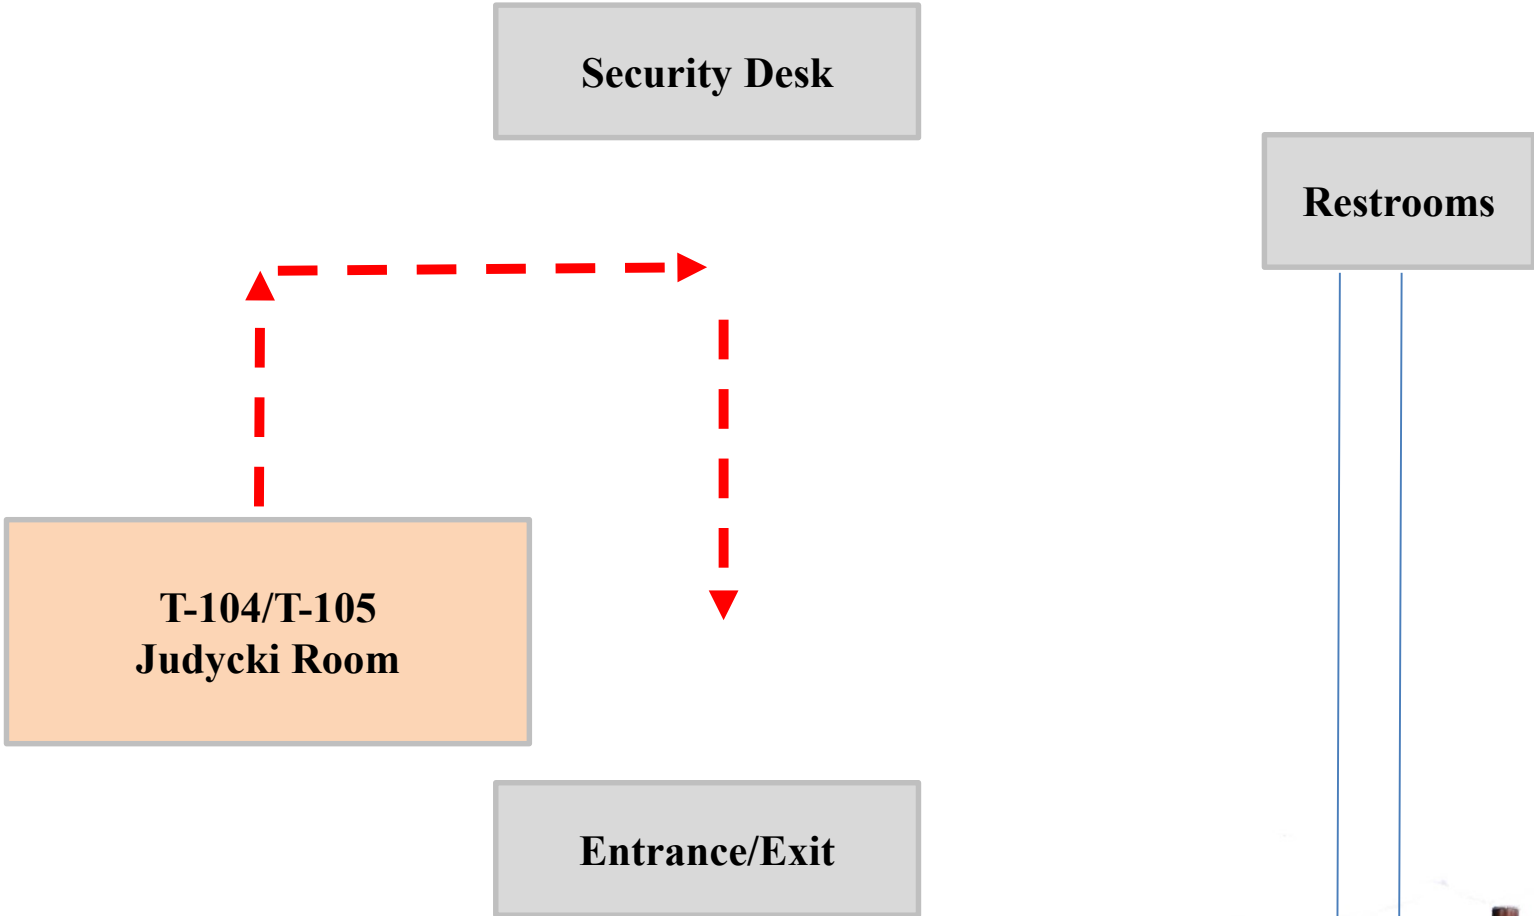 Security Desk
Restrooms
T-104/T-105
Judycki Room
Entrance/Exit